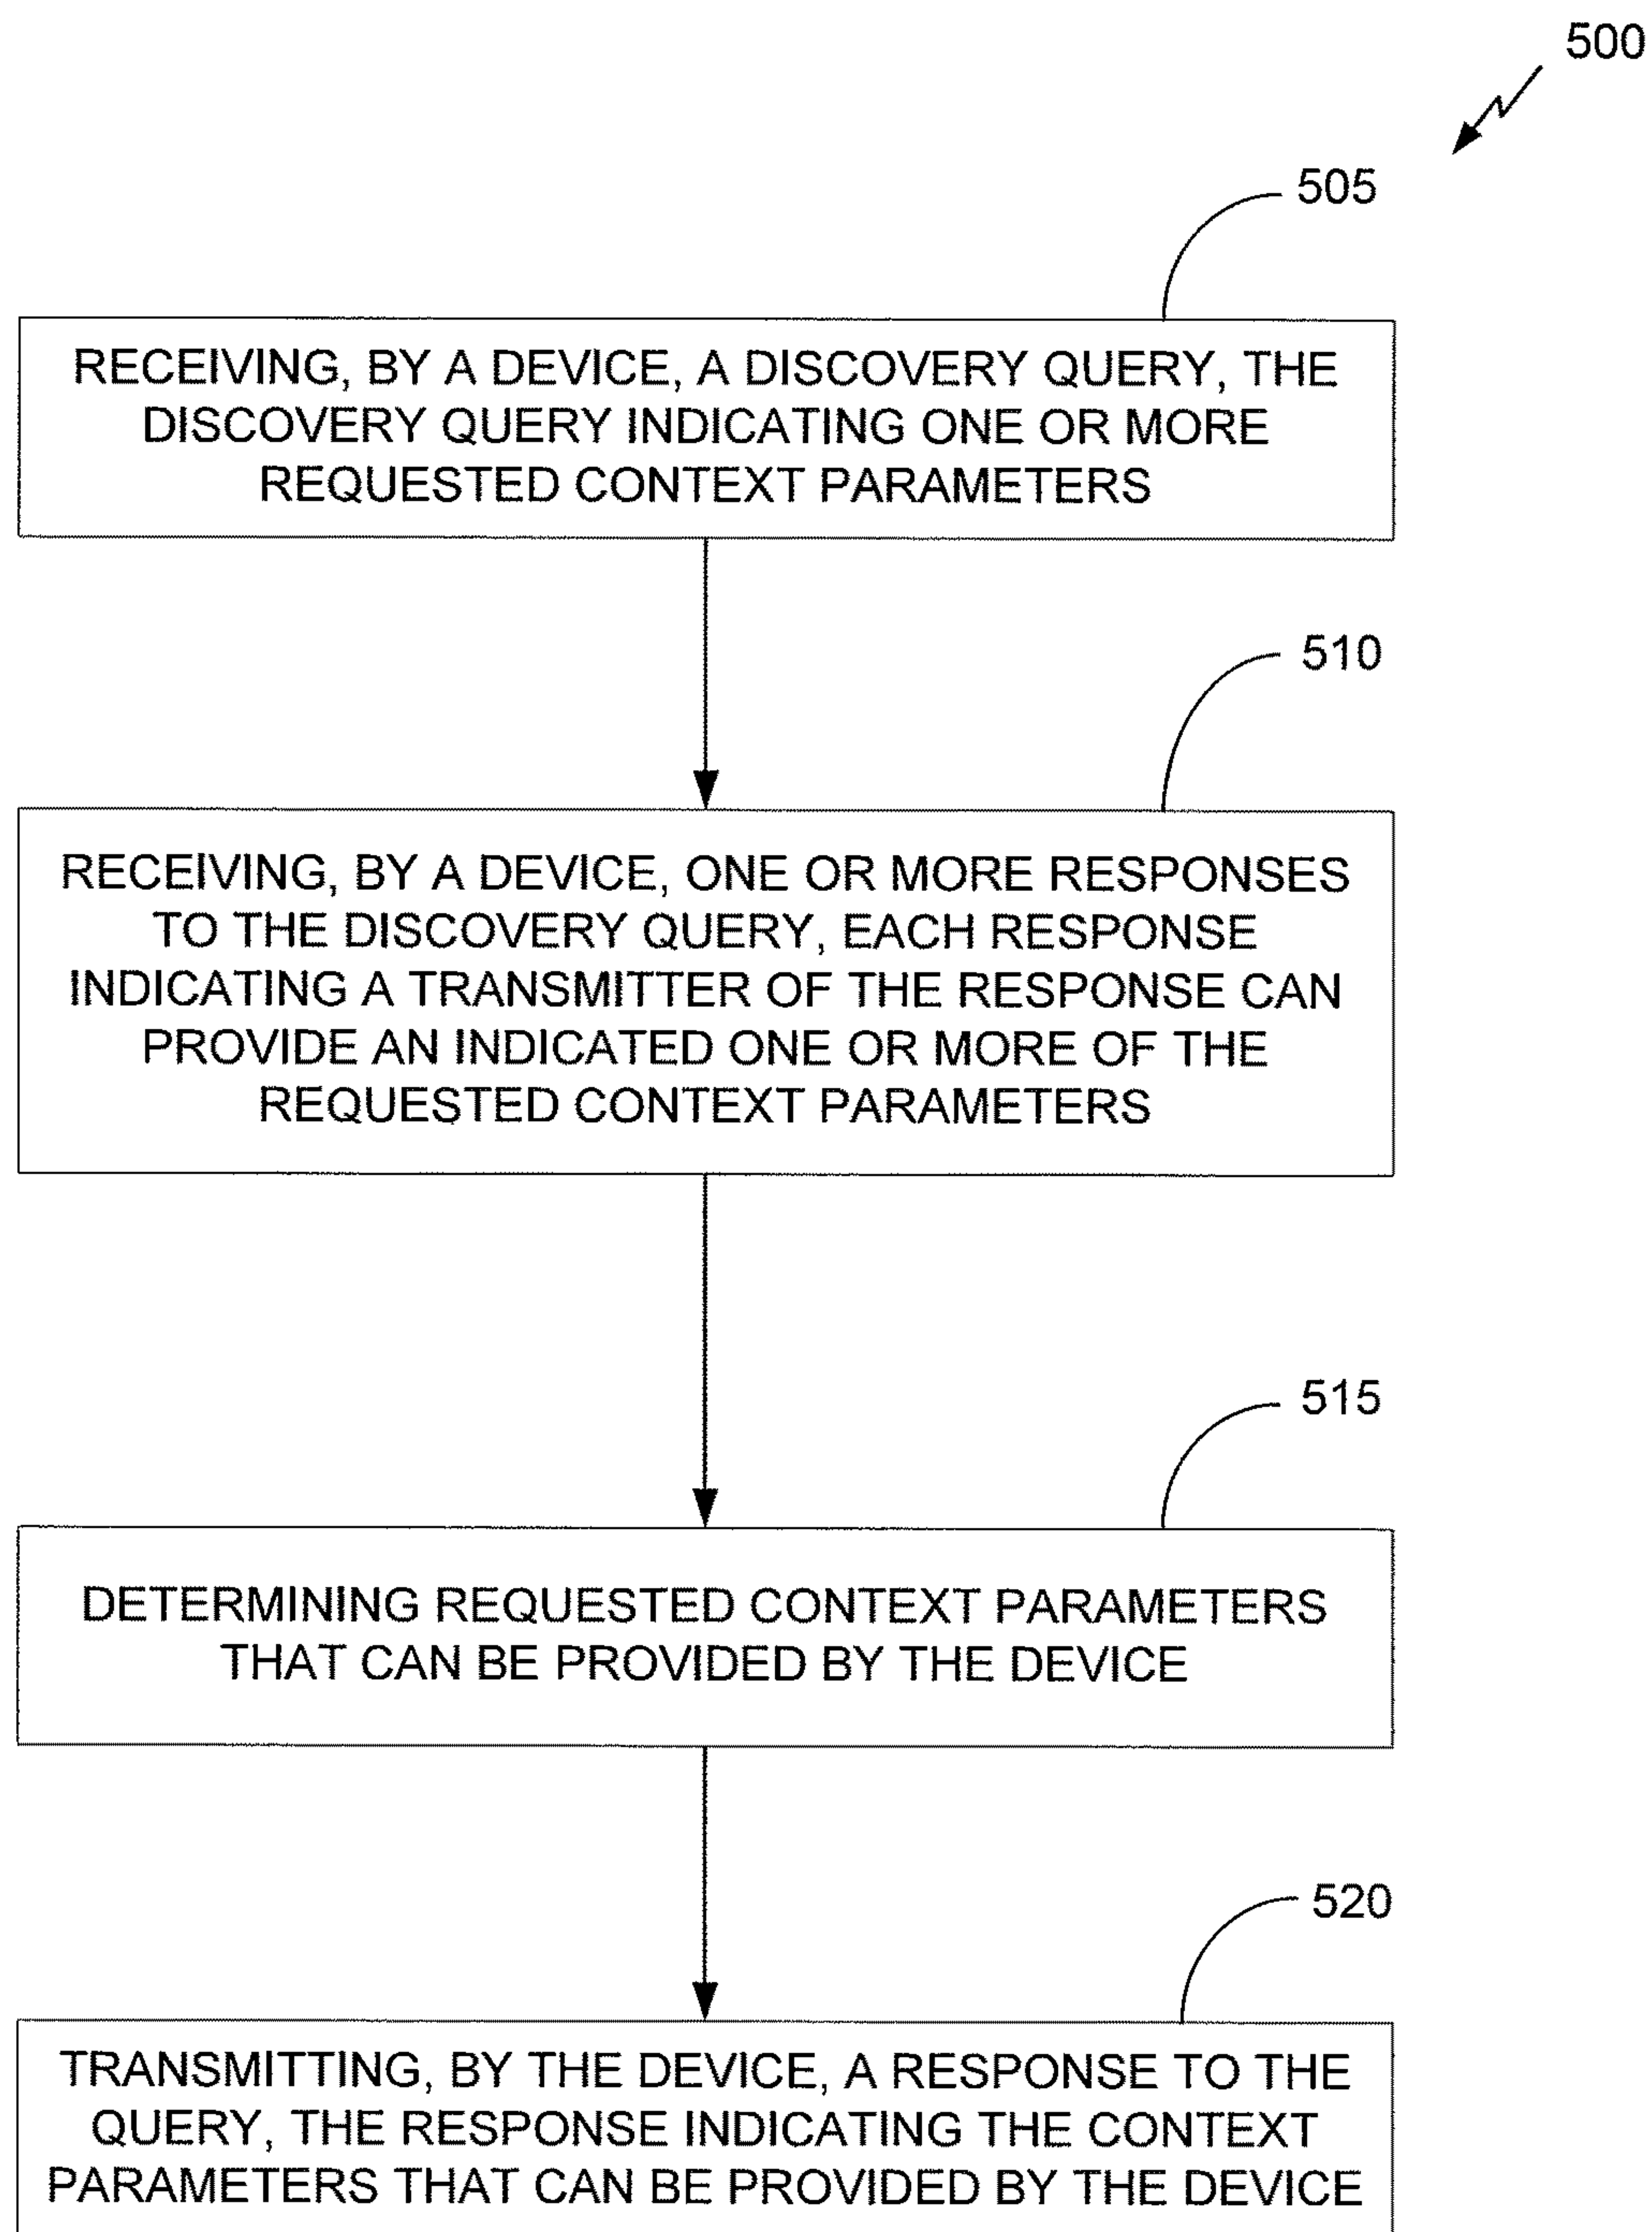 500
505
RECEIVING, BY A DEVICE, A DISCOVERY QUERY, THE
DISCOVERY QUERY INDICATING ONE OR MORE
REQUESTED CONTEXT PARAMETERS
510
RECEIVING, BY A DEVICE, ONE OR MORE RESPONSES
TO THE DISCOVERY QUERY, EACH RESPONSE
INDICATING A TRANSMITTER OF THE RESPONSE CAN
PROVIDE AN INDICATED ONE OR MORE OF THE
REQUESTED CONTEXT PARAMETERS
515
DETERMINING REQUESTED CONTEXT PARAMETERS
THAT CAN BE PROVIDED BY THE DEVICE
520
TRANSMITTING, BY THE DEVICE, A RESPONSE TO THE
QUERY, THE RESPONSE INDICATING THE CONTEXT
PARAMETERS THAT CAN BE PROVIDED BY THE DEVICE